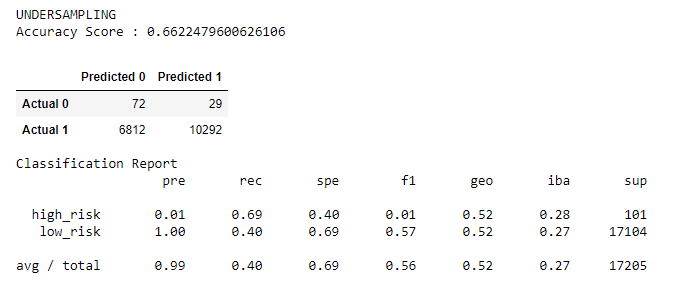 UNDERSAMPLING
Accuracy Score : 0.6622479600626106
Predicted 0 Predicted 1
Actual 0 72 29
Actual 1 6812 10292
Classification Report
pre rec spe f1 geo iba sup
high_risk 0.01 0.69 0.40 0.01 0.52 0.28 101
low_risk 1.00 0.40 0.69 0.57 0.52 0.27 17104
avg / total 0.99 0.40 0.69 0.56 0.52 0.27 17205